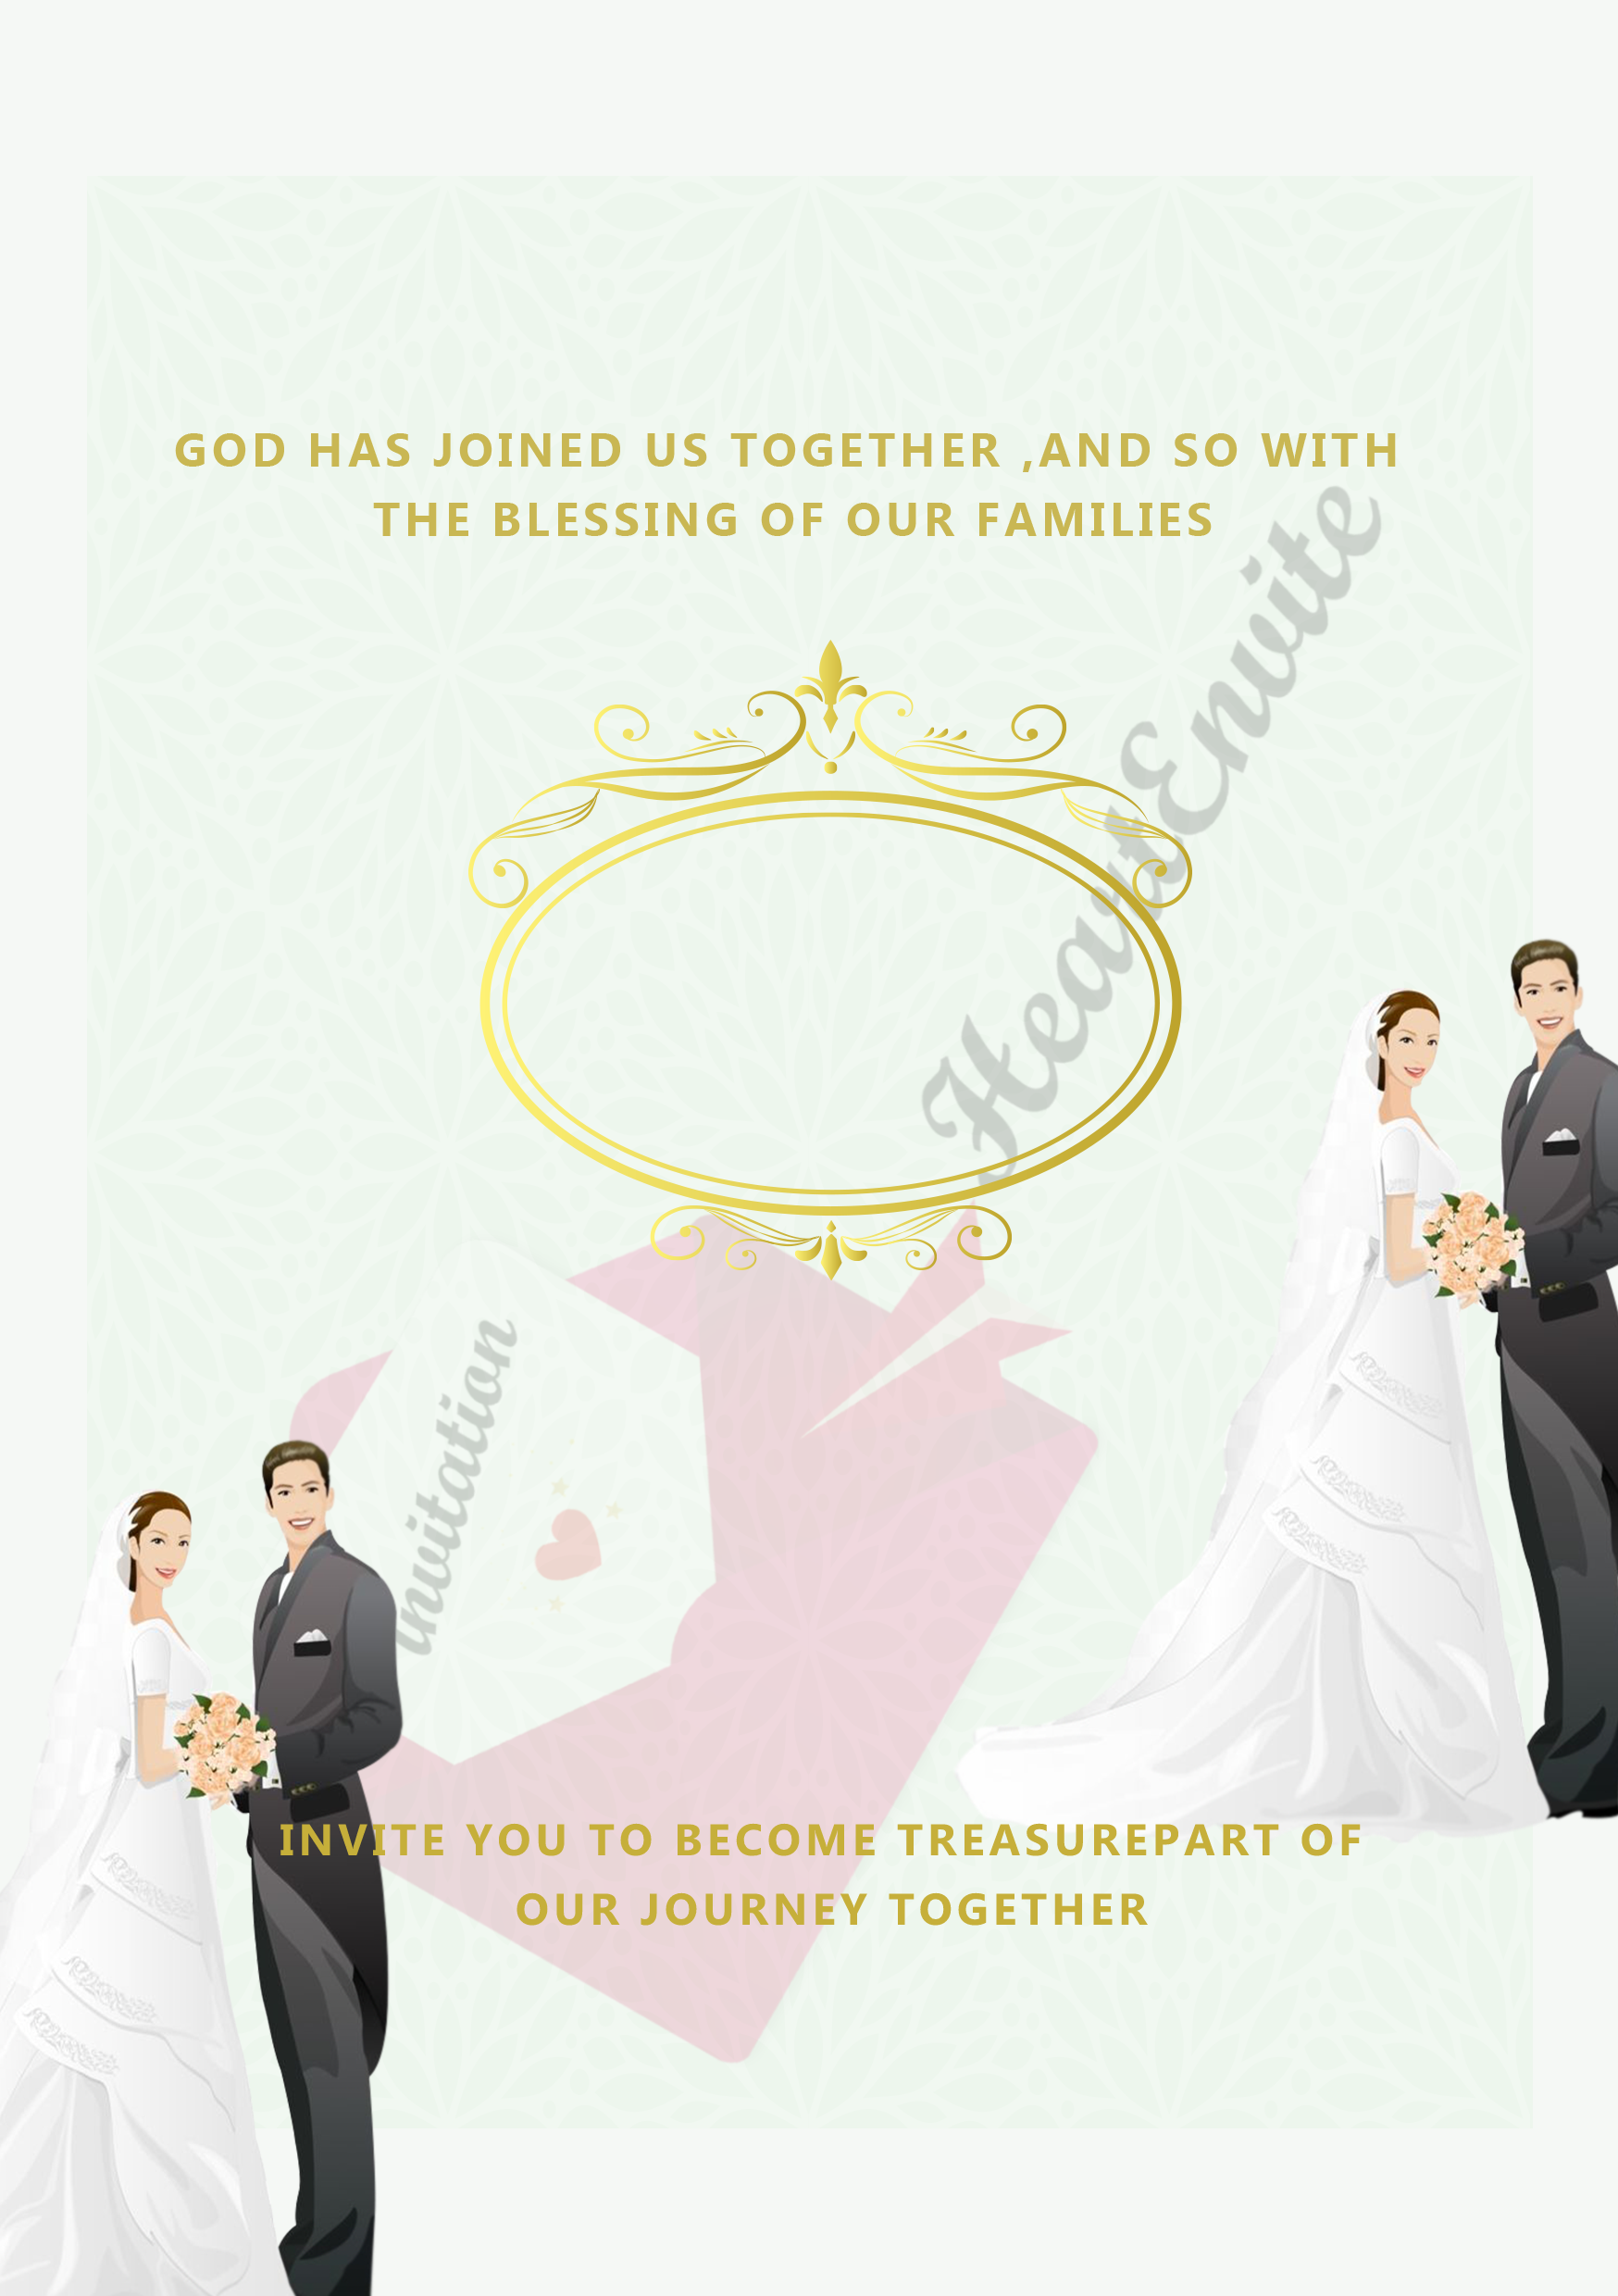 GOD HAS JOINED US TOGETHER ,AND SO WITH
THE BLESSING OF OUR FAMILIES
HeartEnvite
invitation
INVITE YOU TO BECOME TREASUREPART OF
OUR JOURNEY TOGETHER